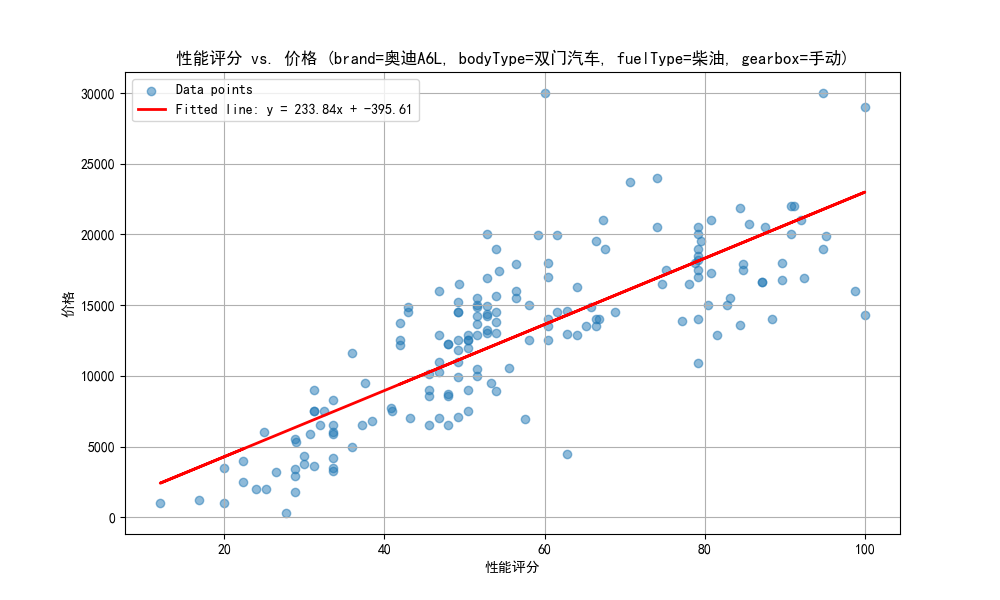 性能评分 vs. 价格 (brand=奥迪A6L, bodyType=双门汽车, fuelType=柴油, gearbox=手动)
Data points
Fitted line: y = 233.84x + -395.61
30000
25000
20000
15000
10000
5000
0
价格
20 40 60 80 100
性能评分